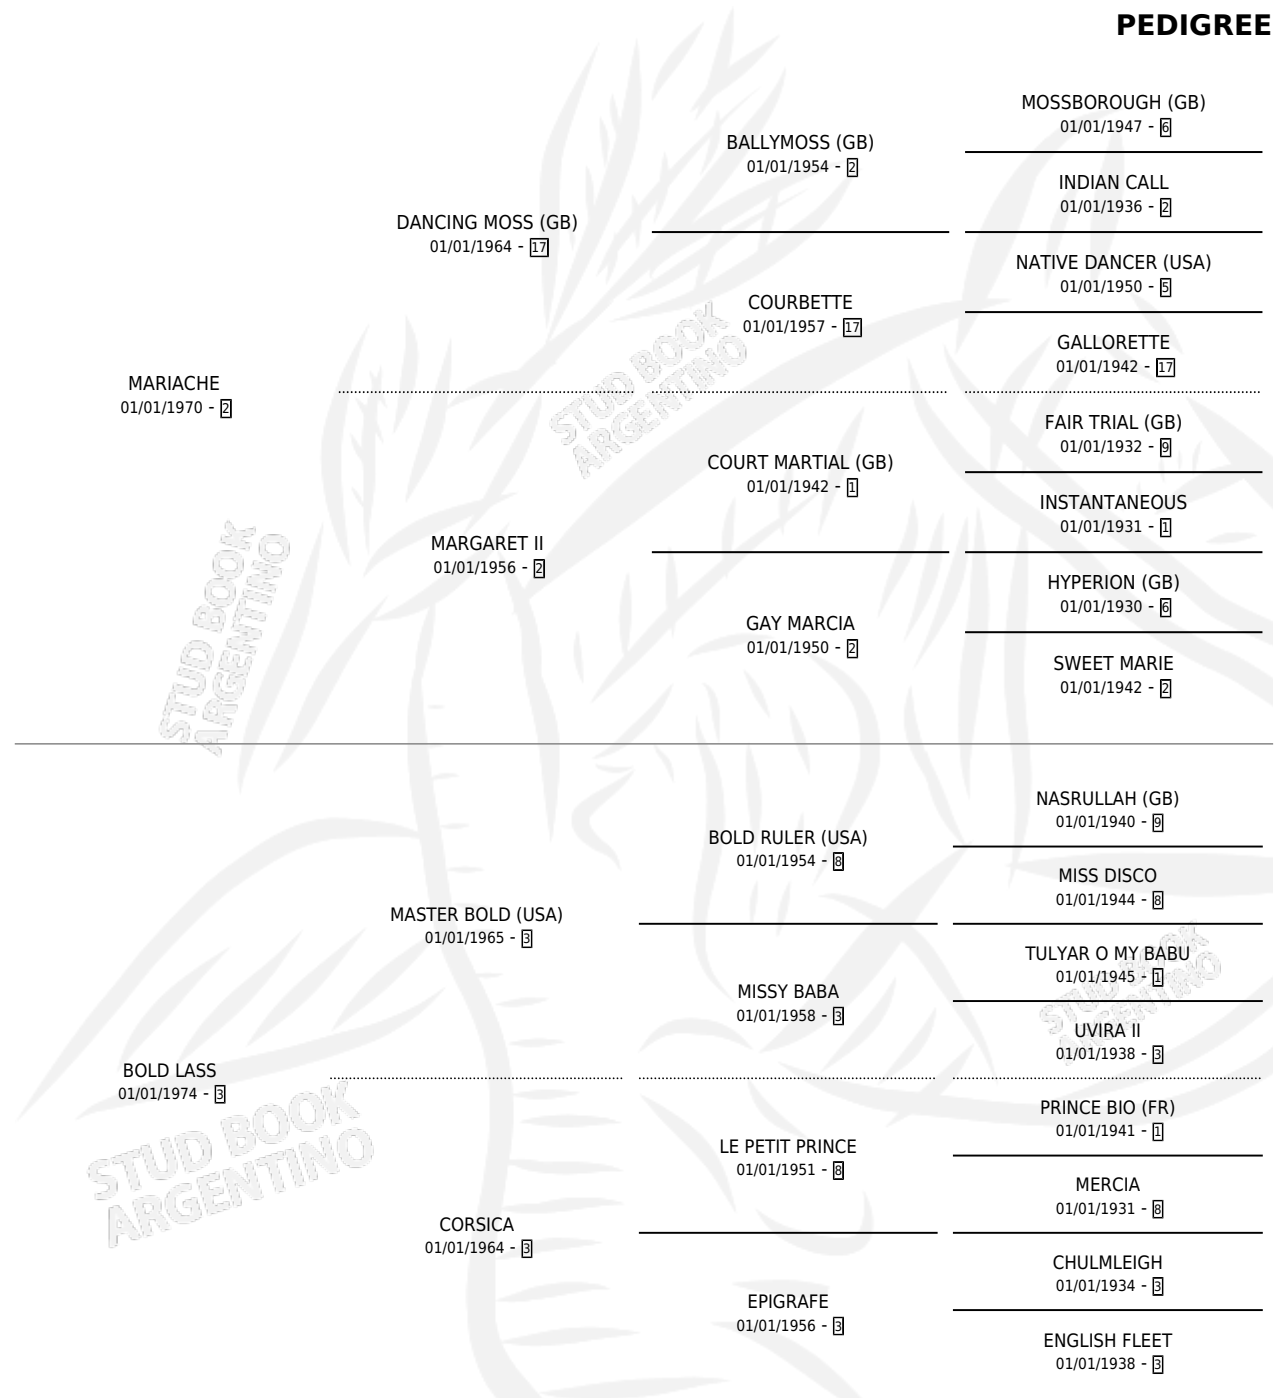 PEDIGREE
MOSSBOROUGH (GB)
01/01/1947 - 6
BALLYMOSS (GB)
01/01/1954 - 2
INDIAN CALL
01/01/1936 - 2
DANCING MOSS (GB)
01/01/1964 - 17
NATIVE DANCER (USA)
01/01/1950 - 5
COURBETTE
01/01/1957 - 17
GALLORETTE
01/01/1942 - 17
MARIACHE
01/01/1970 - 2
FAIR TRIAL (GB)
01/01/1932 - 9
COURT MARTIAL (GB)
01/01/1942 - 1
INSTANTANEOUS
01/01/1931 - 1
MARGARET II
01/01/1956 - 2
HYPERION (GB)
01/01/1930 - 6
GAY MARCIA
01/01/1950 - 2
SWEET MARIE
01/01/1942 - 2
NASRULLAH (GB)
01/01/1940 - 9
BOLD RULER (USA)
01/01/1954 - 8
MISS DISCO
01/01/1944 - 8
MASTER BOLD (USA)
01/01/1965 - 3
TULYAR O MY BABU
01/01/1945 - 1
MISSY BABA
01/01/1958 - 3
UVIRA II
01/01/1938 - 3
BOLD LASS
01/01/1974 - 3
PRINCE BIO (FR)
01/01/1941 - 1
LE PETIT PRINCE
01/01/1951 - 8
MERCIA
01/01/1931 - 8
CORSICA
01/01/1964 - 3
CHULMLEIGH
01/01/1934 - 3
EPIGRAFE
01/01/1956 - 3
ENGLISH FLEET
01/01/1938 - 3
STUD BOOK
ARGENTINO
STUD BOOK
ARGENTINO
STUD BOOK
ARGENTINO
STUD BOOK
ARGENTINO